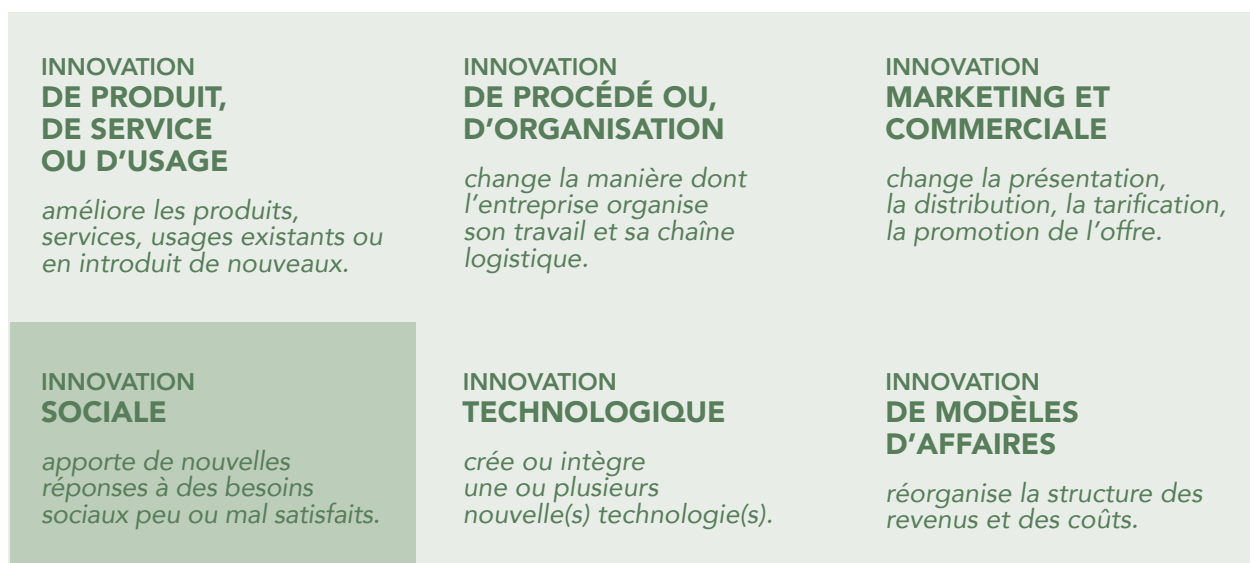 INNOVATION
DE PRODUIT,
DE SERVICE
OU D'USAGE
améliore les produits,
services, usages existants ou
en introduit de nouveaux.
INNOVATION
DE PROCÉDÉ OU,
D'ORGANISATION
change la manière dont
l'entreprise organise
son travail et sa chaîne
logistique.
INNOVATION
MARKETING ET
COMMERCIALE
change la présentation,
la distribution, la tarification,
la promotion de l'offre.
INNOVATION
SOCIALE
apporte de nouvelles
réponses à des besoins
sociaux peu ou mal satisfaits.
INNOVATION
TECHNOLOGIQUE
crée ou intègre
une ou plusieurs
nouvelle(s) technologie(s).
INNOVATION
DE MODÈLES
D'AFFAIRES
réorganise la structure des
revenus et des coûts.